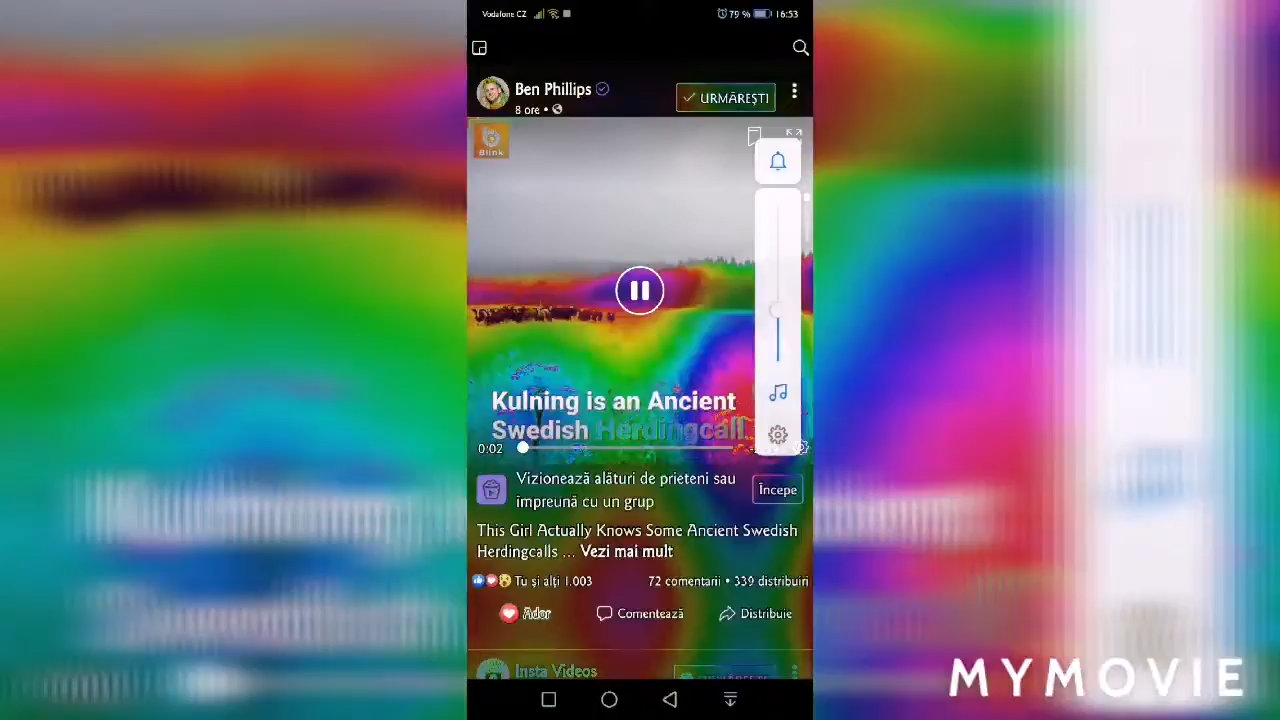 Vodafone CZ
79 %
16:53
Ben Phillips
URMĂREȘTI
8 ore
Blink
Kulning is an Ancient
Swedish Herdingcall
0:02
Vizionează alături de prieteni sau
împreună cu un grup
Începe
This Girl Actually Knows Some Ancient Swedish
Herdingcalls ... Vezi mai mult
Tu și alți 1.003
72 comentarii • 339 distribuiri
Ador
Comentează
Distribuie
Insta Videos
MYMOVIE